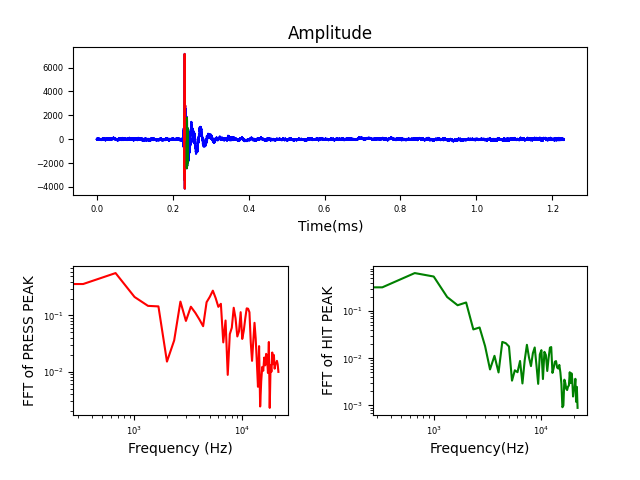 Amplitude
6000
4000
2000
0
−2000
−4000
0.0 0.2 0.4 0.6 0.8 1.0 1.2
Time(ms)
FFT of PRESS PEAK
10⁻¹
10⁻²
10³ 10⁴
Frequency (Hz)
FFT of HIT PEAK
10⁻¹
10⁻²
10⁻³
10³ 10⁴
Frequency(Hz)